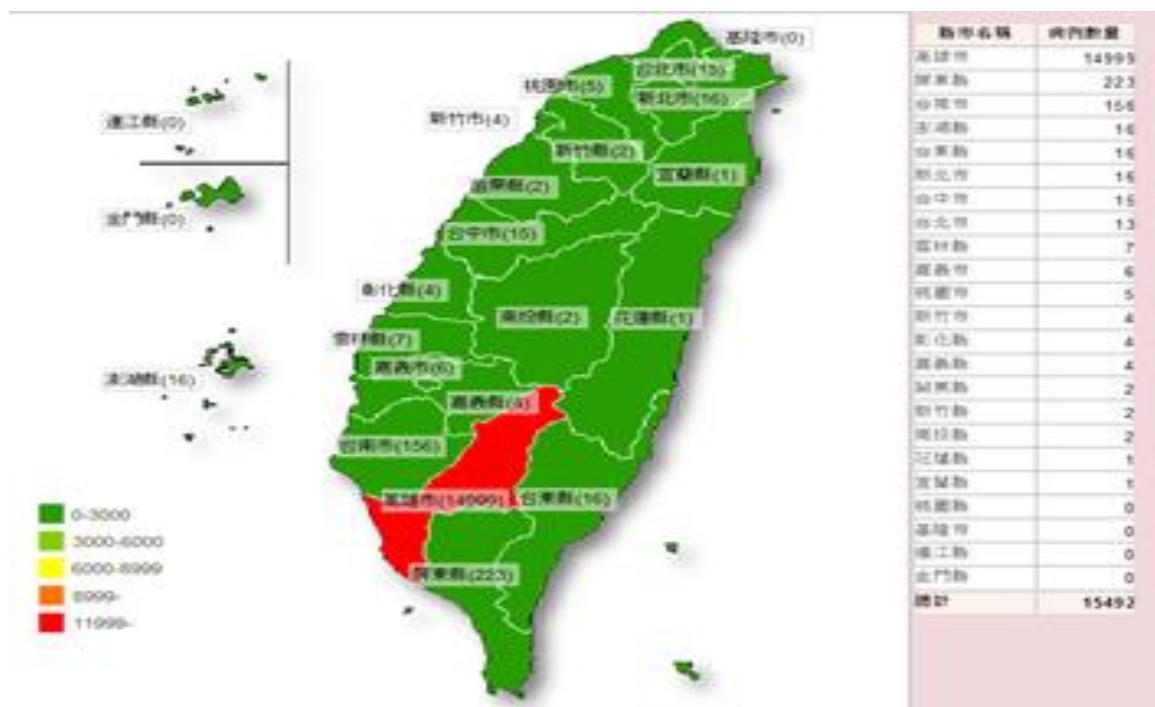 基隆市(0)
台北市(13)
桃園市(5)
新北市(16)
新竹市(4)
連江縣(0)
新竹縣(2)
宜蘭縣(1)
苗栗縣(2)
金門縣(0)
台中市(15)
彰化縣(4)
南投縣(2)
花蓮縣(1)
雲林縣(7)
嘉義市(6)
澎湖縣(16)
嘉義縣(4)
台南市(156)
高雄市(14999)
台東縣(16)
屏東縣(223)
0-3000
3000-6000
6000-8999
8999-
11999-
縣市名稱 病例數量
高雄市 14999
屏東縣 223
台南市 156
澎湖縣 16
台東縣 16
新北市 16
台中市 15
台北市 13
雲林縣 7
嘉義市 6
桃園市 5
新竹市 4
彰化縣 4
嘉義縣 4
苗栗縣 2
新竹縣 2
南投縣 2
花蓮縣 1
宜蘭縣 1
桃園縣 0
基隆市 0
連江縣 0
金門縣 0
總計 15492